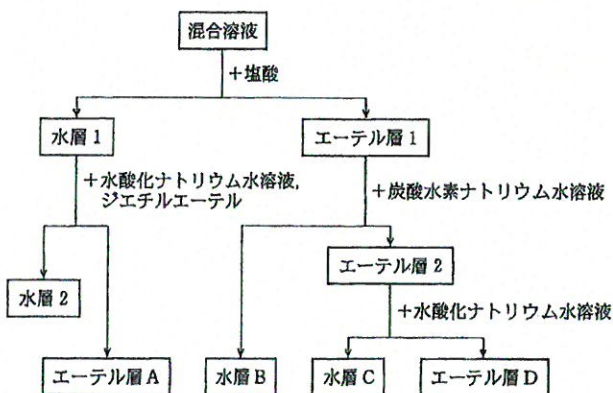 混合溶液
+塩酸
水層1
エーテル層1
+水酸化ナトリウム水溶液,
ジエチルエーテル
+炭酸水素ナトリウム水溶液
エーテル層2
水層2
+水酸化ナトリウム水溶液
エーテル層A
水層B
水層C
エーテル層D